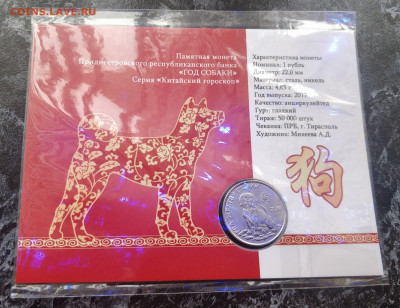 COINS.LAVE.RU
Памятная монета
Приднестровского республиканского банка
«ГОД СОБАКИ»
Серия «Китайский гороскоп»
Характеристика монеты
Номинал: 1 рубль
Диаметр: 22,0 мм
Материал: сталь, никель
Масса: 4,65 г
Год выпуска: 2017
Качество: анциркулейтед
Гурт: гладкий
Тираж: 50 000 штук
Чеканка: ПРБ, г. Тирасполь
Художник: Михеева А.Д.
狗